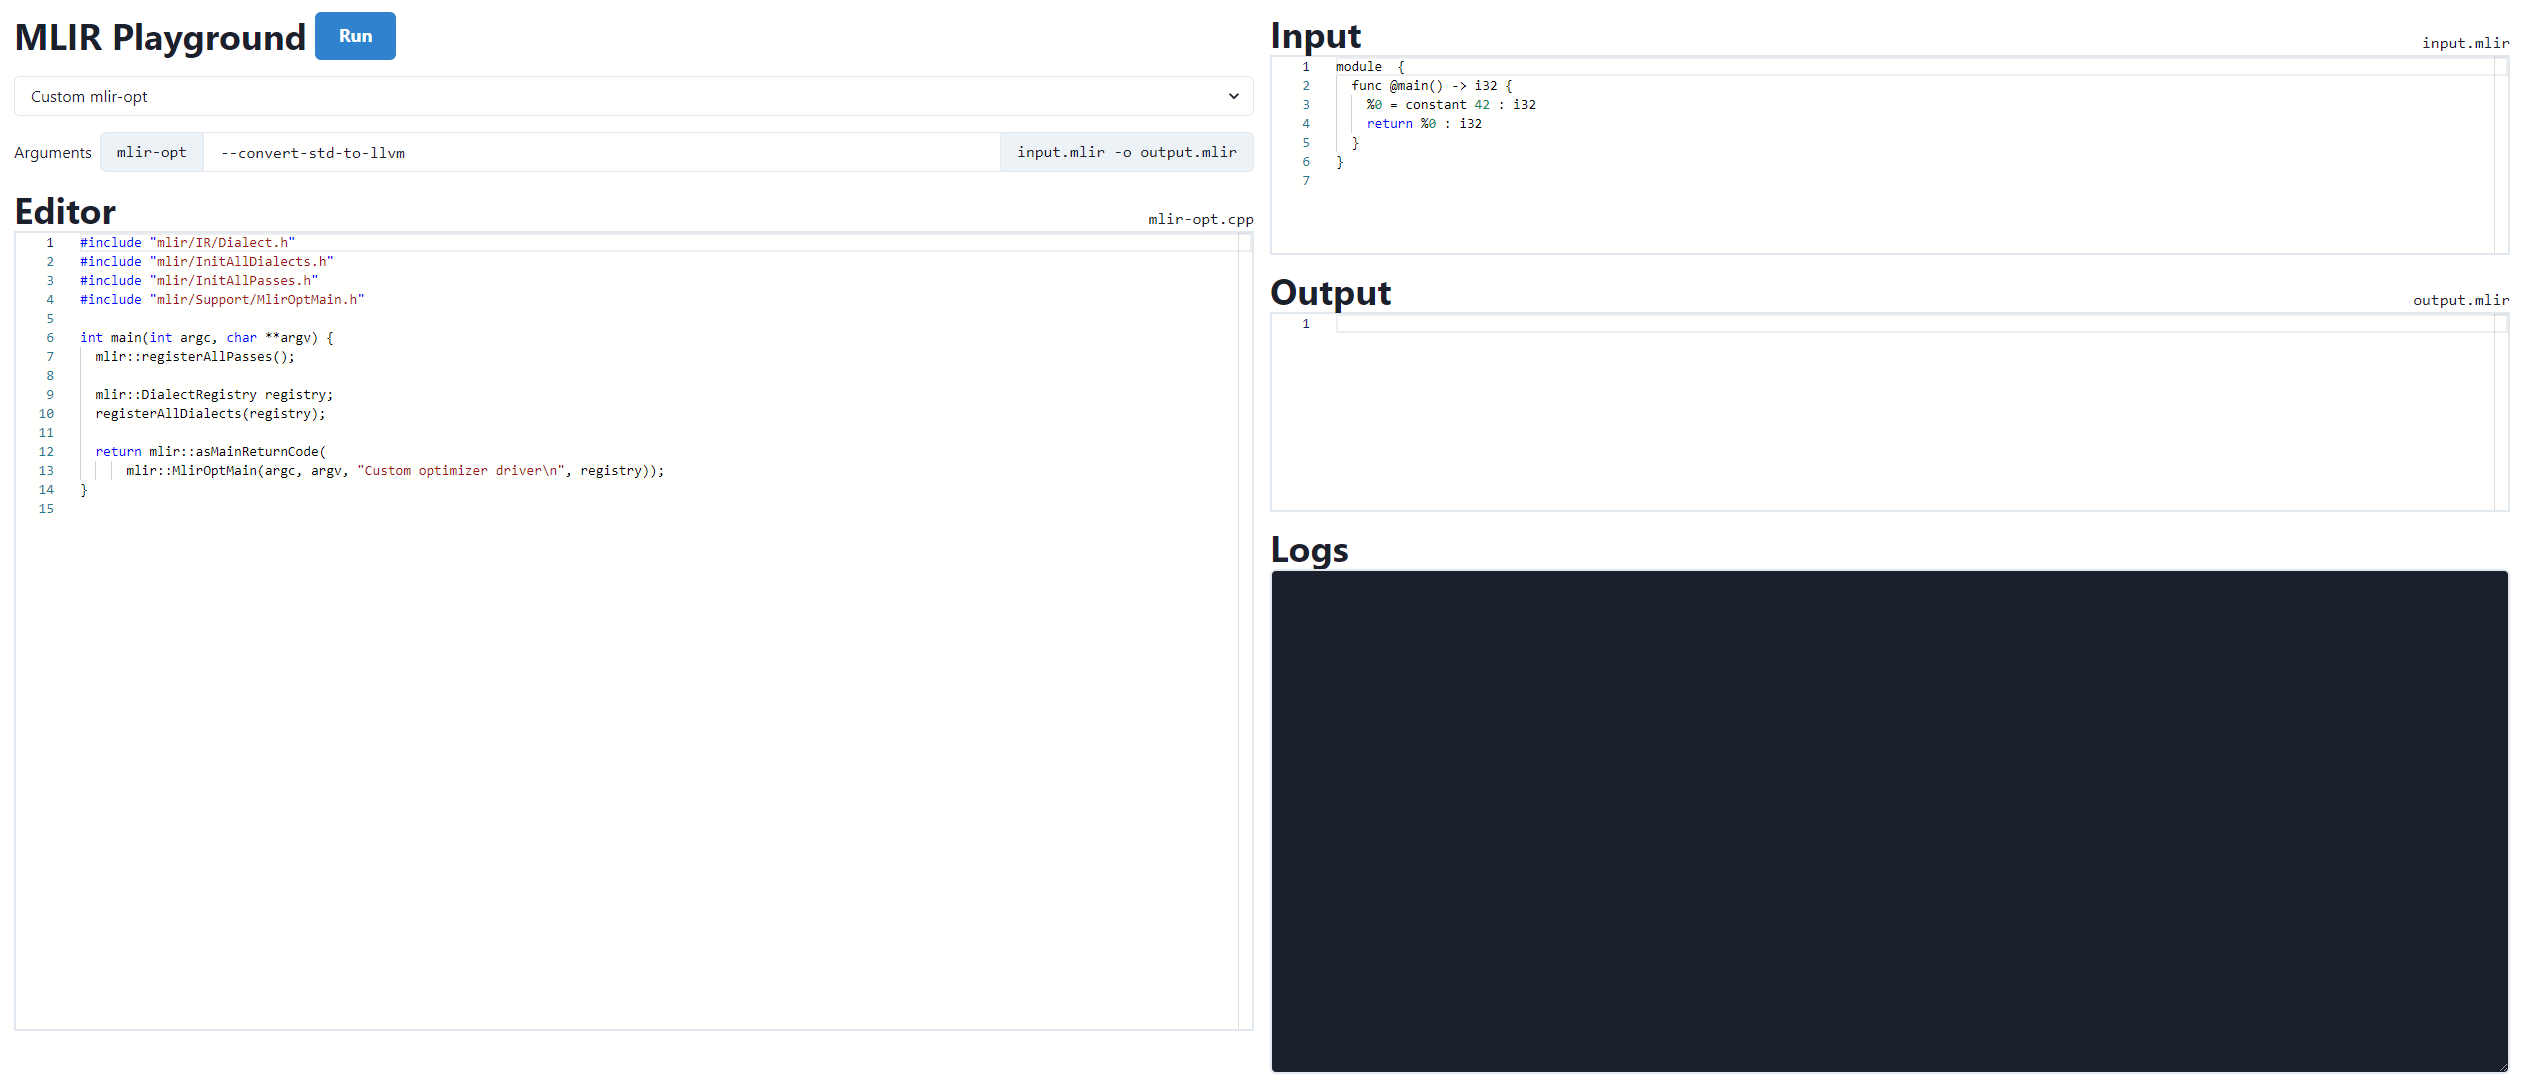 MLIR Playground Run
Custom mlir-opt
Arguments mlir-opt --convert-std-to-llvm input.mlir -o output.mlir
Editor mlir-opt.cpp
1 #include "mlir/IR/Dialect.h"
2 #include "mlir/InitAllDialects.h"
3 #include "mlir/InitAllPasses.h"
4 #include "mlir/Support/MlirOptMain.h"
5
6 int main(int argc, char **argv) {
7   mlir::registerAllPasses();
8
9   mlir::DialectRegistry registry;
10   registerAllDialects(registry);
11
12   return mlir::asMainReturnCode(
13       mlir::MlirOptMain(argc, argv, "Custom optimizer driver\n", registry));
14 }
15
Input input.mlir
1 module  {
2   func @main() -> i32 {
3     %0 = constant 42 : i32
4     return %0 : i32
5   }
6 }
7
Output output.mlir
1
Logs